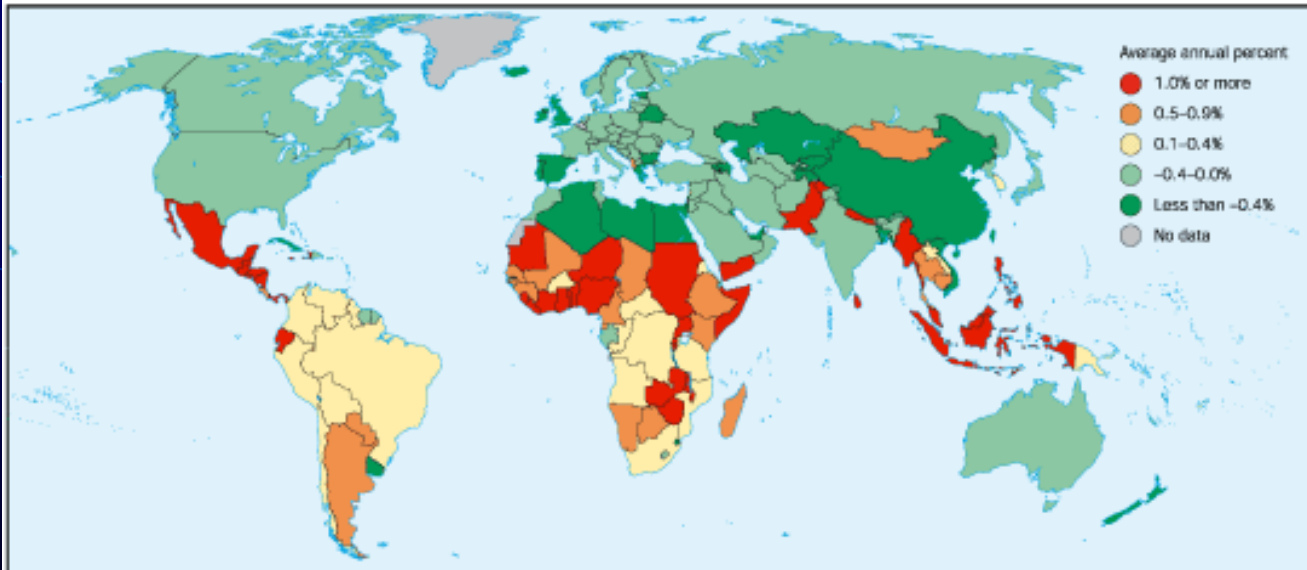 Average annual percent
1.0% or more
0.5–0.9%
0.1–0.4%
–0.4–0.0%
Less than –0.4%
No data